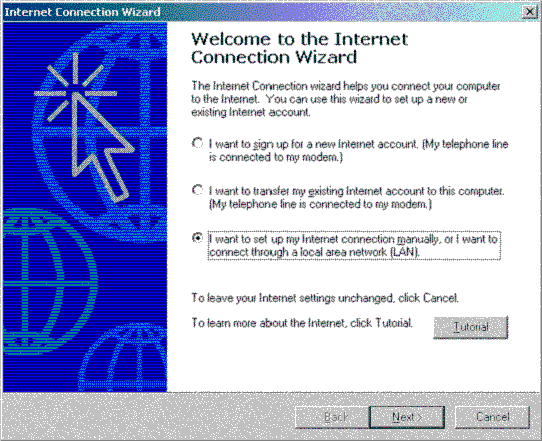 Internet Connection Wizard
Welcome to the Internet
Connection Wizard
The Internet Connection wizard helps you connect your computer
to the Internet. You can use this wizard to set up a new or
existing Internet account.
I want to sign up for a new Internet account. (My telephone line
is connected to my modem.)
I want to transfer my existing Internet account to this computer.
(My telephone line is connected to my modem.)
I want to set up my Internet connection manually, or I want to
connect through a local area network (LAN).
To leave your Internet settings unchanged, click Cancel.
To learn more about the Internet, click Tutorial.
Tutorial
< Back
Next >
Cancel